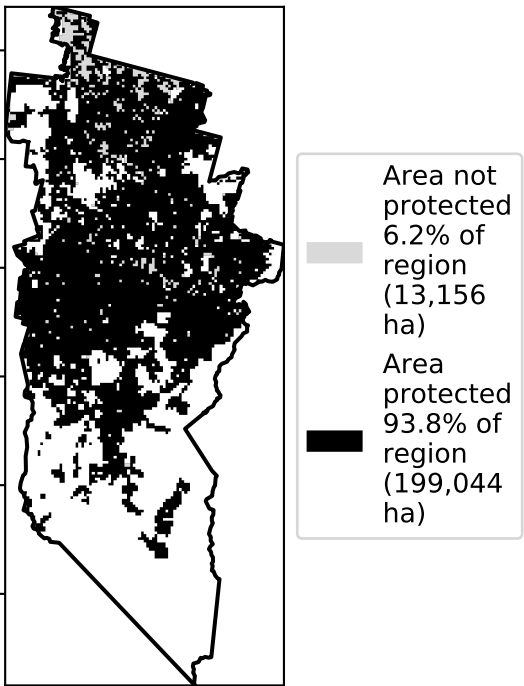 Area not
protected
6.2% of
region
(13,156
ha)
Area
protected
93.8% of
region
(199,044
ha)